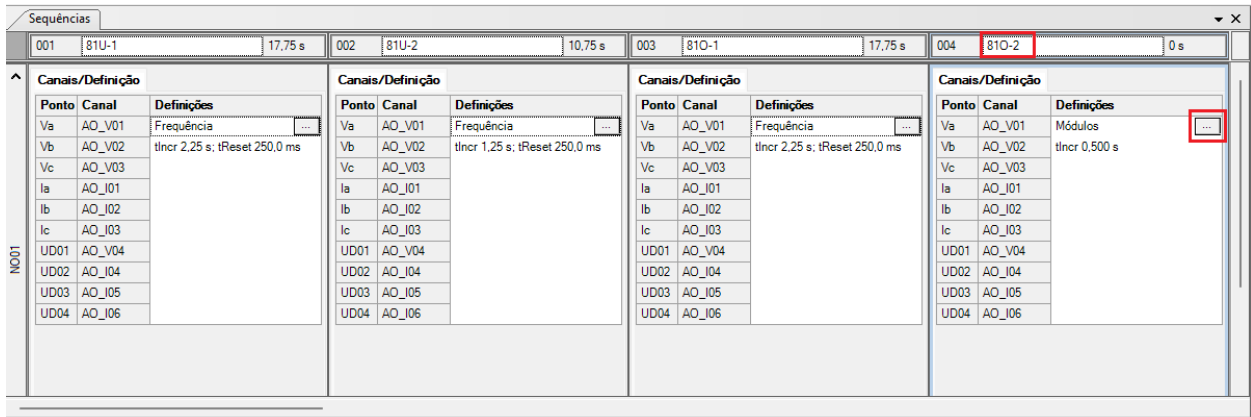 Sequências
001 81U-1 17,75 s 002 81U-2 10,75 s 003 81O-1 17,75 s 004 81O-2 0 s
Canais/Definição Canais/Definição Canais/Definição Canais/Definição
Ponto Canal Definições Ponto Canal Definições Ponto Canal Definições Ponto Canal Definições
Va AO_V01 Frequência ... Va AO_V01 Frequência ... Va AO_V01 Frequência ... Va AO_V01 Módulos ...
Vb AO_V02 tIncr 2,25 s; tReset 250,0 ms Vb AO_V02 tIncr 1,25 s; tReset 250,0 ms Vb AO_V02 tIncr 2,25 s; tReset 250,0 ms Vb AO_V02 tIncr 0,500 s
Vc AO_V03 Vc AO_V03 Vc AO_V03 Vc AO_V03
Ia AO_I01 Ia AO_I01 Ia AO_I01 Ia AO_I01
Ib AO_I02 Ib AO_I02 Ib AO_I02 Ib AO_I02
Ic AO_I03 Ic AO_I03 Ic AO_I03 Ic AO_I03
UD01 AO_V04 UD01 AO_V04 UD01 AO_V04 UD01 AO_V04
UD02 AO_I04 UD02 AO_I04 UD02 AO_I04 UD02 AO_I04
UD03 AO_I05 UD03 AO_I05 UD03 AO_I05 UD03 AO_I05
UD04 AO_I06 UD04 AO_I06 UD04 AO_I06 UD04 AO_I06
NO01